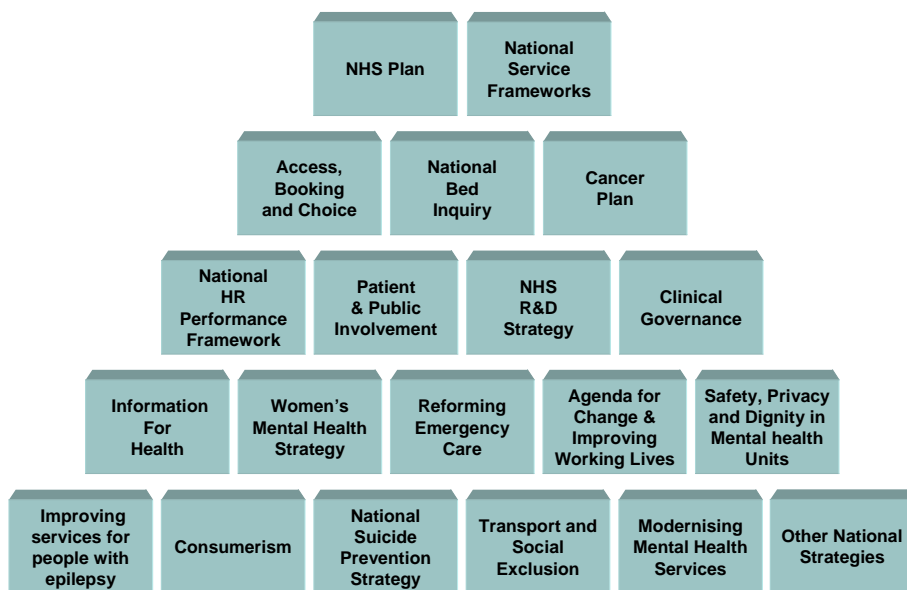 NHS Plan
National
Service
Frameworks
Access,
Booking
and Choice
National
Bed
Inquiry
Cancer
Plan
National
HR
Performance
Framework
Patient
& Public
Involvement
NHS
R&D
Strategy
Clinical
Governance
Information
For
Health
Women's
Mental Health
Strategy
Reforming
Emergency
Care
Agenda for
Change &
Improving
Working Lives
Safety, Privacy
and Dignity in
Mental health
Units
Improving
services for
people with
epilepsy
Consumerism
National
Suicide
Prevention
Strategy
Transport and
Social
Exclusion
Modernising
Mental Health
Services
Other National
Strategies